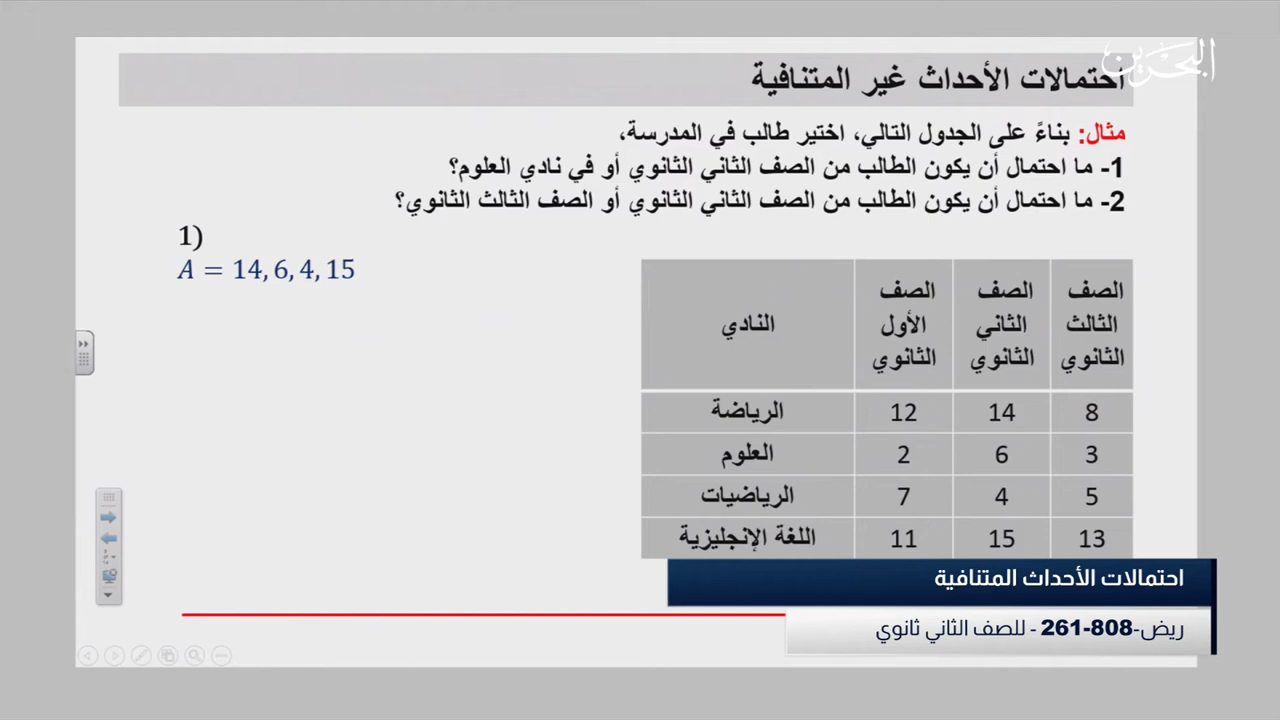 البحرين
احتمالات الأحداث غير المتنافية
مثال: بناءً على الجدول التالي، اختير طالب في المدرسة،
1- ما احتمال أن يكون الطالب من الصف الثاني الثانوي أو في نادي العلوم؟
2- ما احتمال أن يكون الطالب من الصف الثاني الثانوي أو الصف الثالث الثانوي؟
1)
A = 14, 6, 4, 15
النادي الصف الأول الثانوي الصف الثاني الثانوي الصف الثالث الثانوي
الرياضة 12 14 8
العلوم 2 6 3
الرياضيات 7 4 5
اللغة الإنجليزية 11 15 13
احتمالات الأحداث المتنافية
ريض-808-261 - للصف الثاني ثانوي